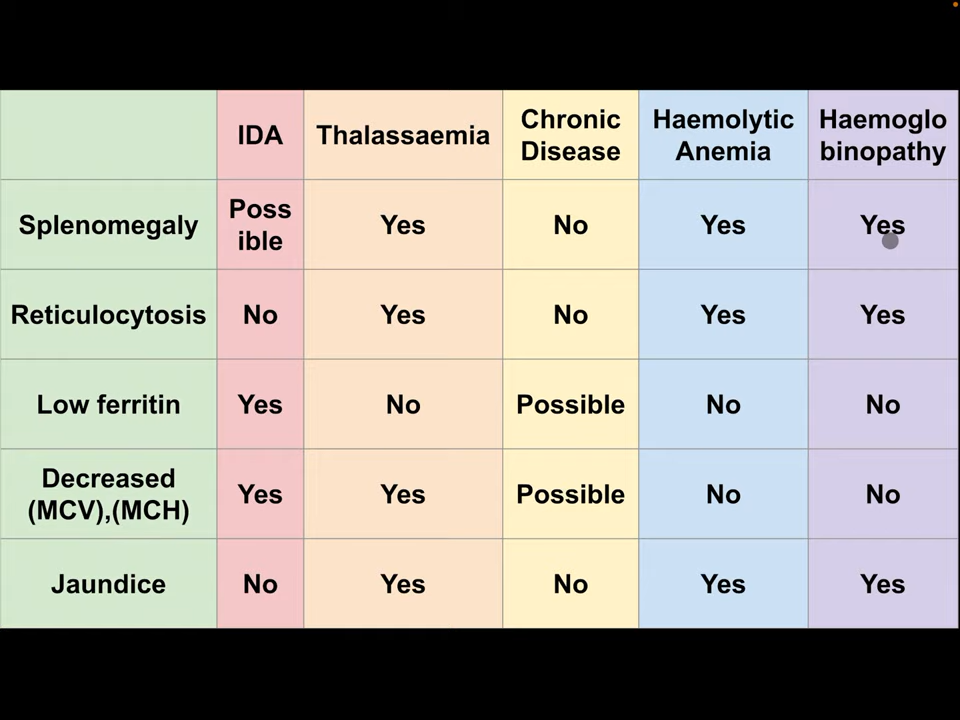 IDA Thalassaemia Chronic Disease Haemolytic Anemia Haemoglo binopathy
Splenomegaly Poss ible Yes No Yes Yes
Reticulocytosis No Yes No Yes Yes
Low ferritin Yes No Possible No No
Decreased (MCV),(MCH) Yes Yes Possible No No
Jaundice No Yes No Yes Yes